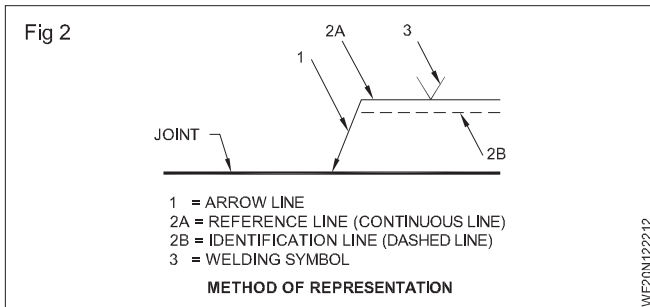 Fig 2
2A
3
1
JOINT
2B
1 = ARROW LINE
2A = REFERENCE LINE (CONTINUOUS LINE)
2B = IDENTIFICATION LINE (DASHED LINE)
3 = WELDING SYMBOL
METHOD OF REPRESENTATION
WF20N122212